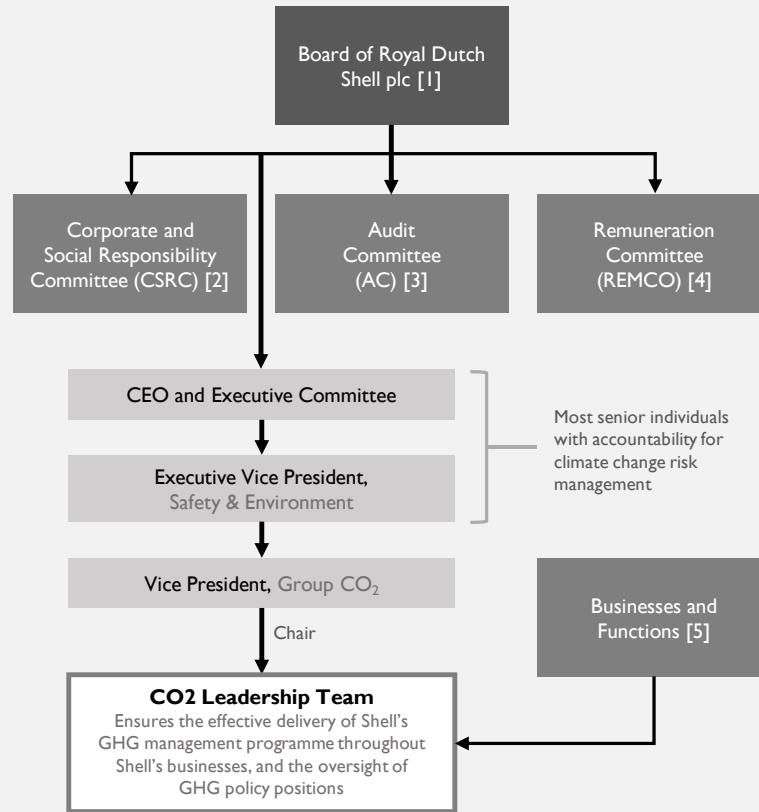 Board of Royal Dutch
Shell plc [1]
Corporate and
Social Responsibility
Committee (CSRC) [2]
Audit
Committee
(AC) [3]
Remuneration
Committee
(REMCO) [4]
CEO and Executive Committee
Executive Vice President,
Safety & Environment
Most senior individuals
with accountability for
climate change risk
management
Vice President, Group CO₂
Businesses and
Functions [5]
Chair
CO2 Leadership Team
Ensures the effective delivery of Shell's
GHG management programme throughout
Shell's businesses, and the oversight of
GHG policy positions